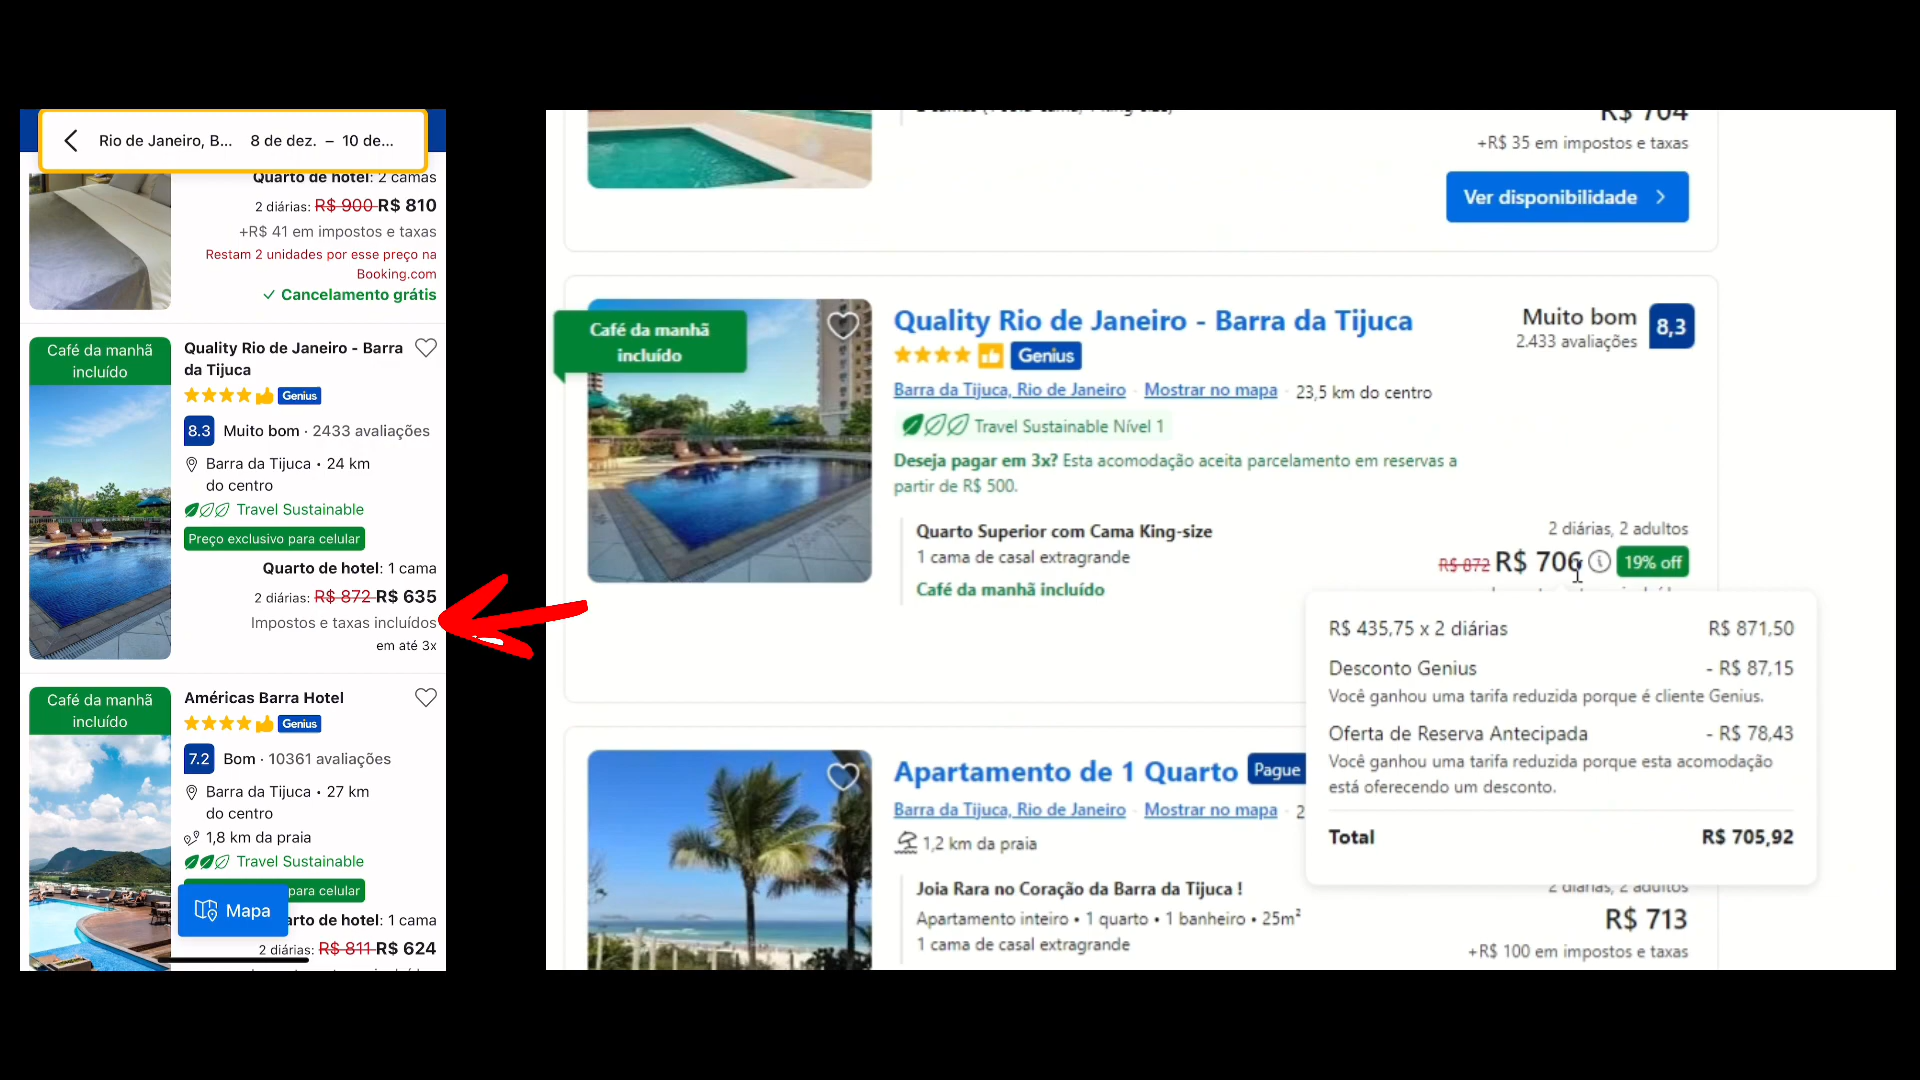 Rio de Janeiro, B... 8 de dez. – 10 de...
Quarto de hotel: 2 camas
2 diárias: R$ 900 R$ 810
+R$ 41 em impostos e taxas
Restam 2 unidades por esse preço na
Booking.com
Cancelamento grátis
Café da manhã
incluído
Quality Rio de Janeiro - Barra
da Tijuca
Genius
8.3 Muito bom · 2433 avaliações
Barra da Tijuca • 24 km
do centro
Travel Sustainable
Preço exclusivo para celular
Quarto de hotel: 1 cama
2 diárias: R$ 872 R$ 635
Impostos e taxas incluídos
em até 3x
Café da manhã
incluído
Américas Barra Hotel
Genius
7.2 Bom · 10361 avaliações
Barra da Tijuca • 27 km
do centro
1,8 km da praia
Travel Sustainable
para celular
Mapa
arto de hotel: 1 cama
2 diárias: R$ 811 R$ 624
R$ 704
+R$ 35 em impostos e taxas
Ver disponibilidade
Café da manhã
incluído
Quality Rio de Janeiro - Barra da Tijuca
Genius
Muito bom 8,3
2.433 avaliações
Barra da Tijuca, Rio de Janeiro · Mostrar no mapa · 23,5 km do centro
Travel Sustainable Nível 1
Deseja pagar em 3x? Esta acomodação aceita parcelamento em reservas a
partir de R$ 500.
Quarto Superior com Cama King-size
1 cama de casal extragrande
Café da manhã incluído
2 diárias, 2 adultos
R$ 872 R$ 706 19% off
R$ 435,75 x 2 diárias R$ 871,50
Desconto Genius - R$ 87,15
Você ganhou uma tarifa reduzida porque é cliente Genius.
Oferta de Reserva Antecipada - R$ 78,43
Você ganhou uma tarifa reduzida porque esta acomodação
está oferecendo um desconto.
Total R$ 705,92
Apartamento de 1 Quarto Pague
Barra da Tijuca, Rio de Janeiro · Mostrar no mapa · 2
1,2 km da praia
Joia Rara no Coração da Barra da Tijuca !
Apartamento inteiro • 1 quarto • 1 banheiro • 25m²
1 cama de casal extragrande
2 diárias, 2 adultos
R$ 713
+R$ 100 em impostos e taxas